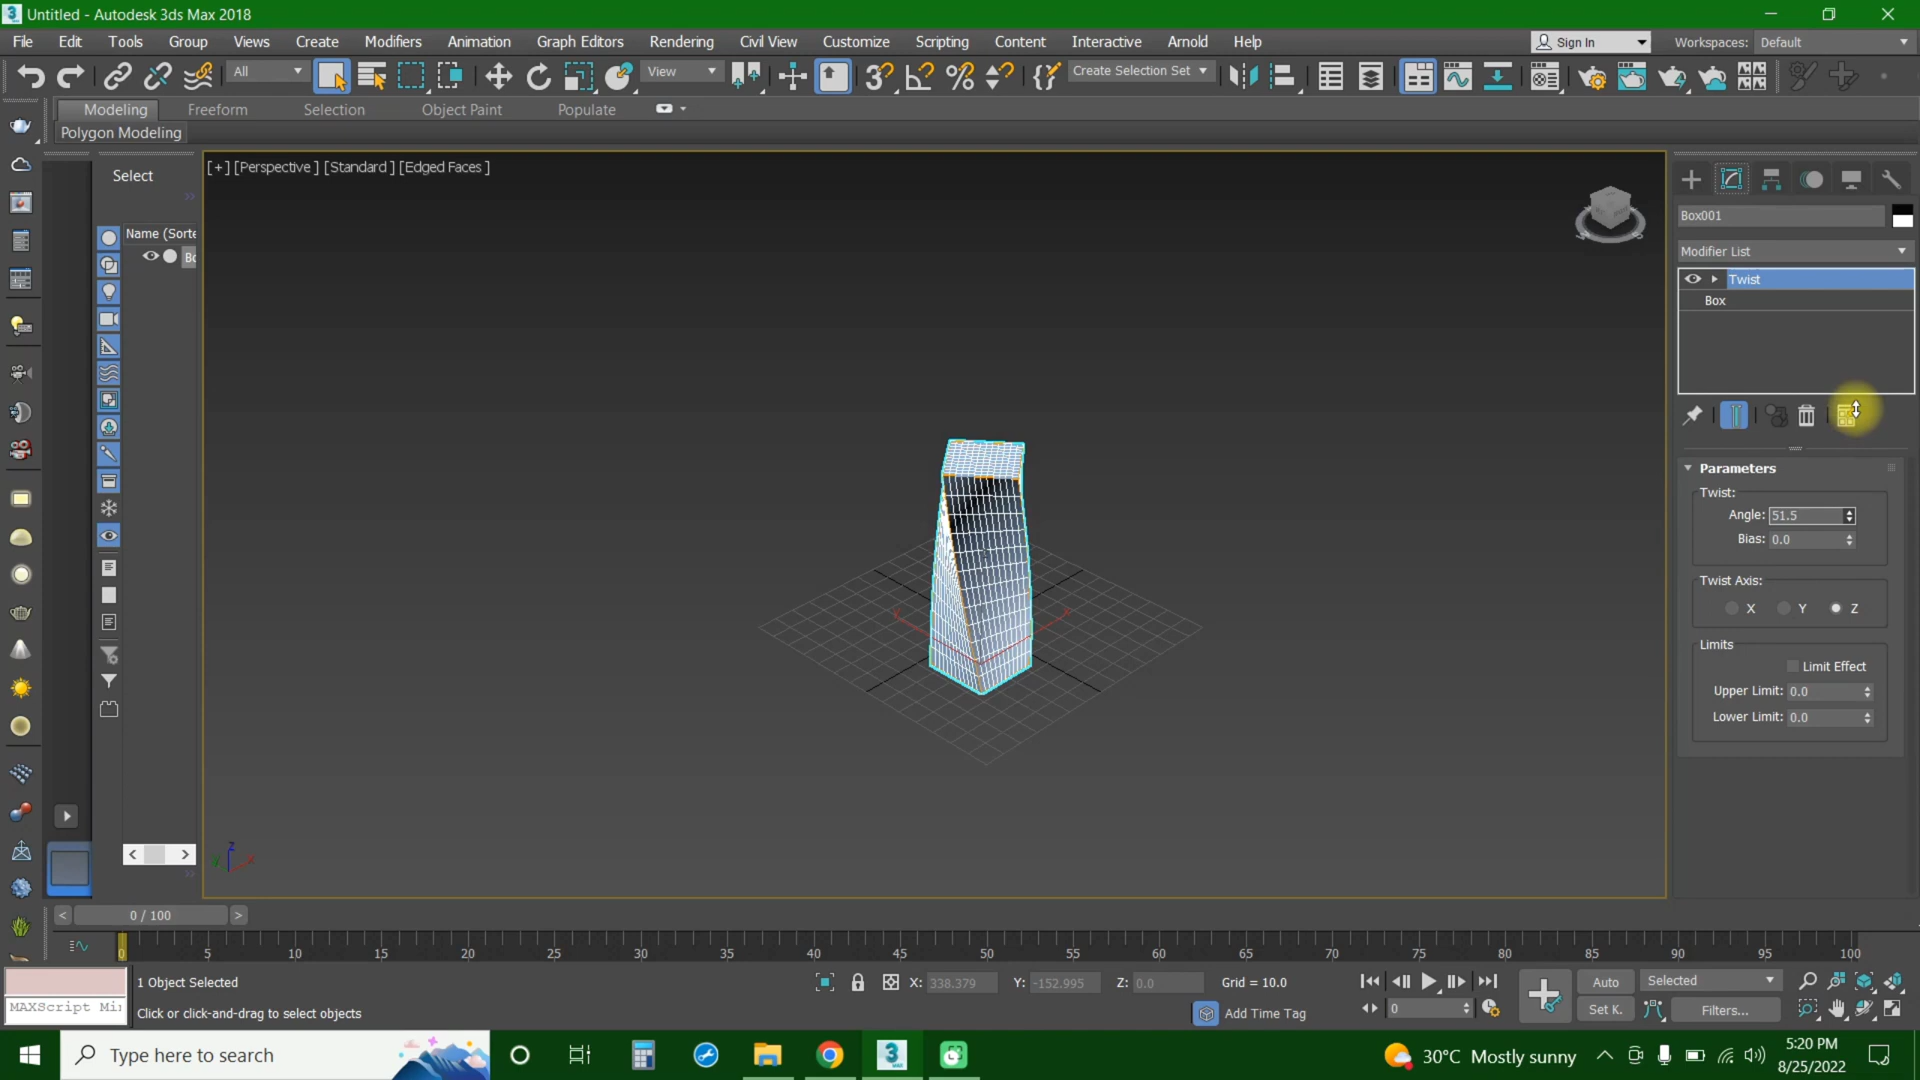 Untitled - Autodesk 3ds Max 2018
File Edit Tools Group Views Create Modifiers Animation Graph Editors Rendering Civil View Customize Scripting Content Interactive Arnold Help
Sign In
Workspaces: Default
All
View
Create Selection Set
Modeling Freeform Selection Object Paint Populate
Polygon Modeling
Select
[+] [Perspective ] [Standard ] [Edged Faces ]
Name (Sorte
Bo
Box001
Modifier List
Twist
Box
Parameters
Twist:
Angle: 51.5
Bias: 0.0
Twist Axis:
X Y Z
Limits
Limit Effect
Upper Limit: 0.0
Lower Limit: 0.0
x
z
< 0 / 100 >
0 5 10 15 20 25 30 35 40 45 50 55 60 65 70 75 80 85 90 95 100
1 Object Selected
X: 338.379 Y: -152.995 Z: 0.0 Grid = 10.0
Auto Selected
MAXScript Mi
Click or click-and-drag to select objects
Add Time Tag
0
Set K. Filters...
Type here to search
30°C Mostly sunny
5:20 PM
8/25/2022